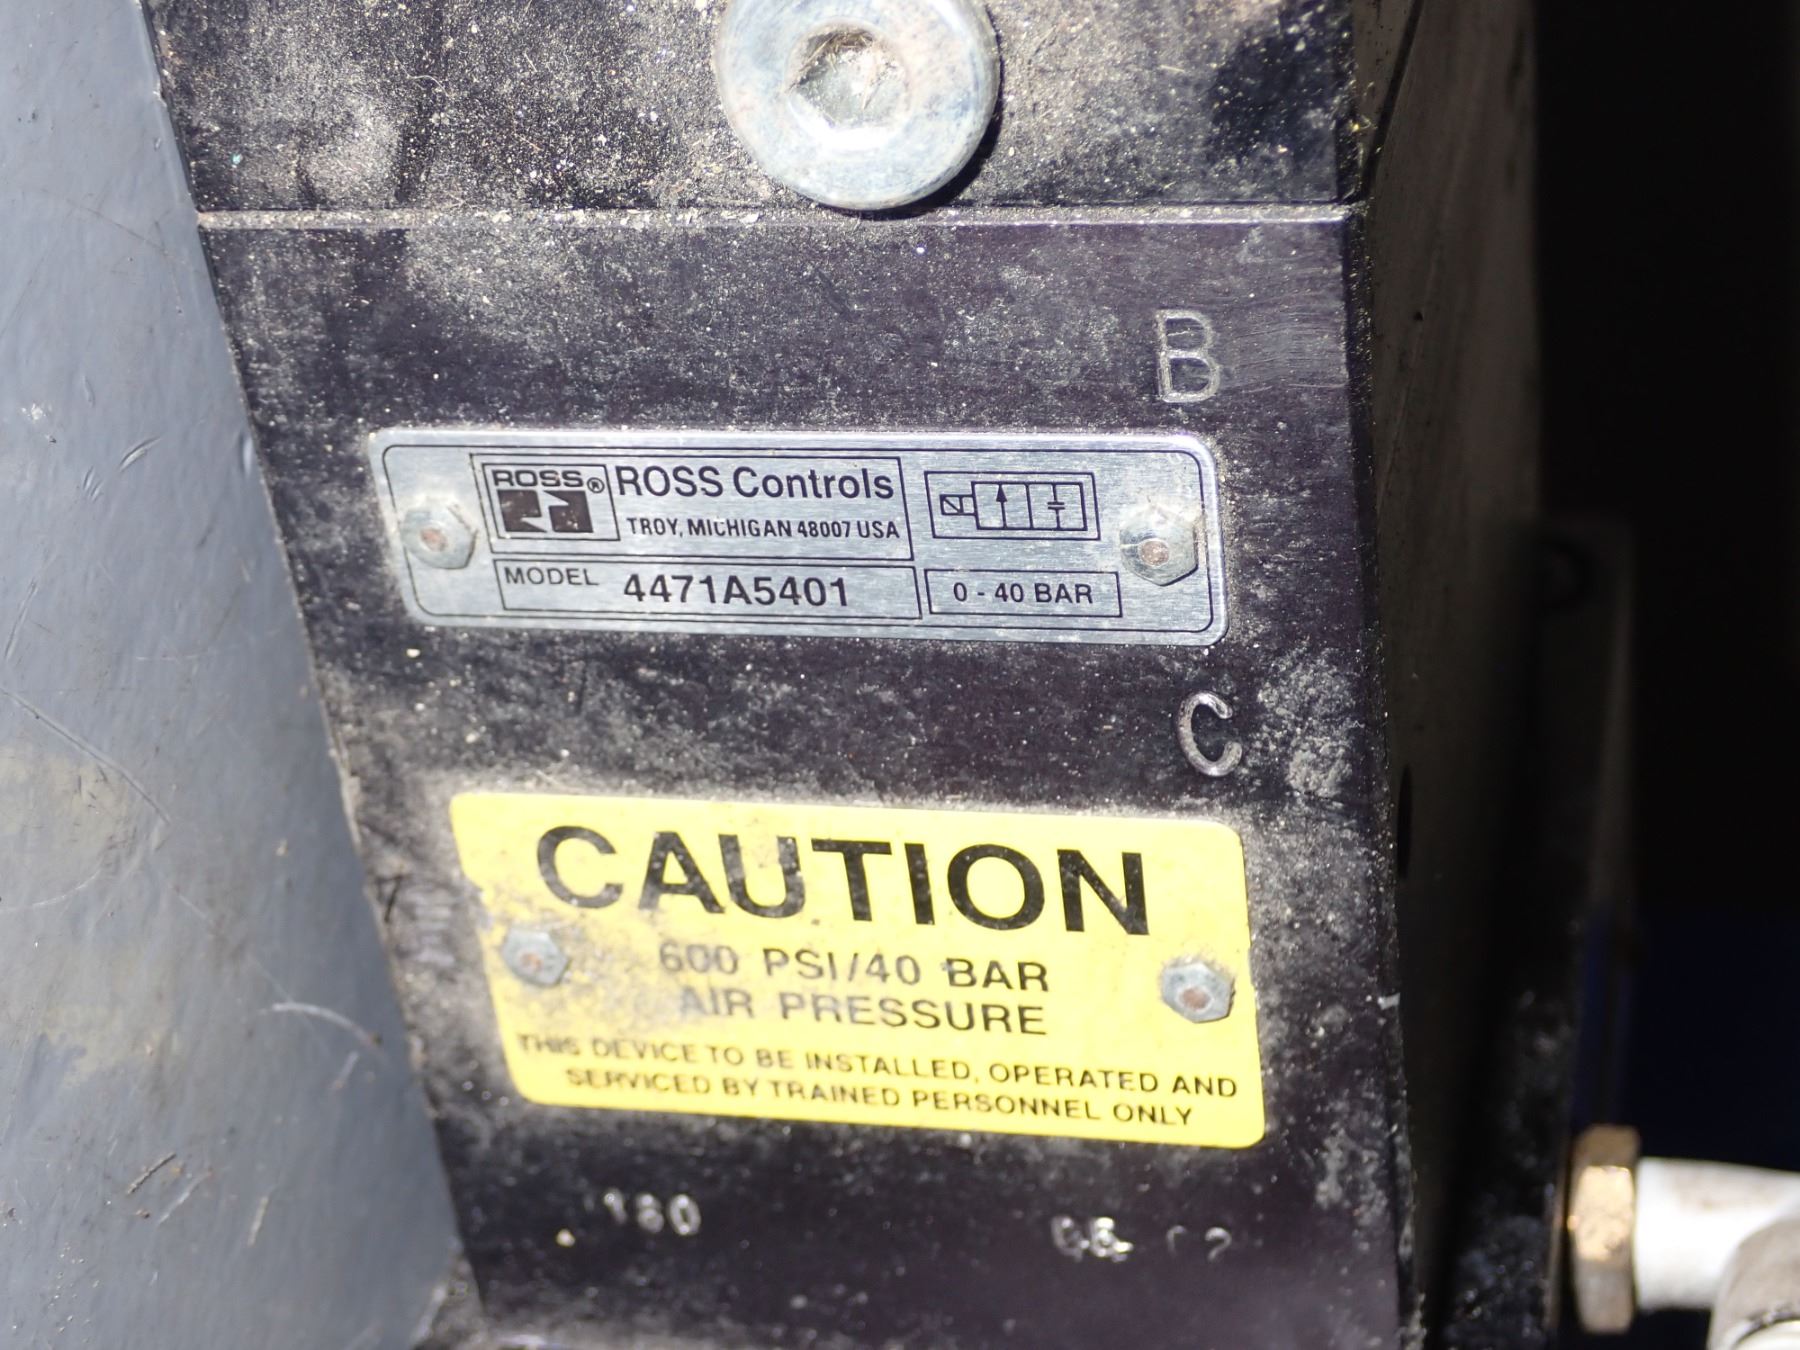 B
ROSS® ROSS Controls
TROY, MICHIGAN 48007 USA
MODEL 4471A5401
0 - 40 BAR
C
CAUTION
600 PSI/40 BAR
AIR PRESSURE
THIS DEVICE TO BE INSTALLED, OPERATED AND
SERVICED BY TRAINED PERSONNEL ONLY